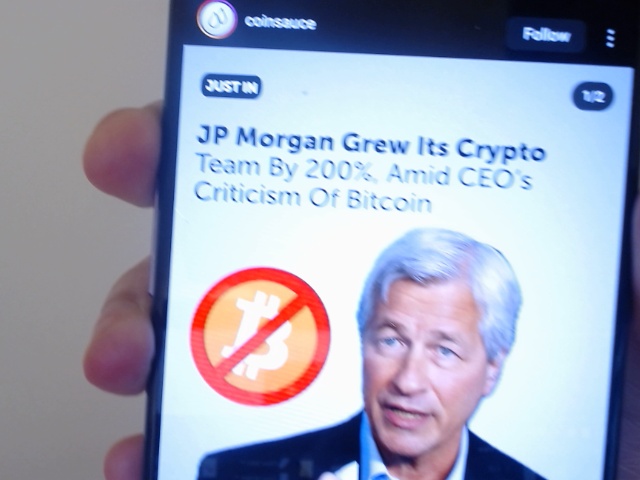 coinsauce
Follow
JUST IN
1/2
JP Morgan Grew Its Crypto
Team By 200%, Amid CEO's
Criticism Of Bitcoin